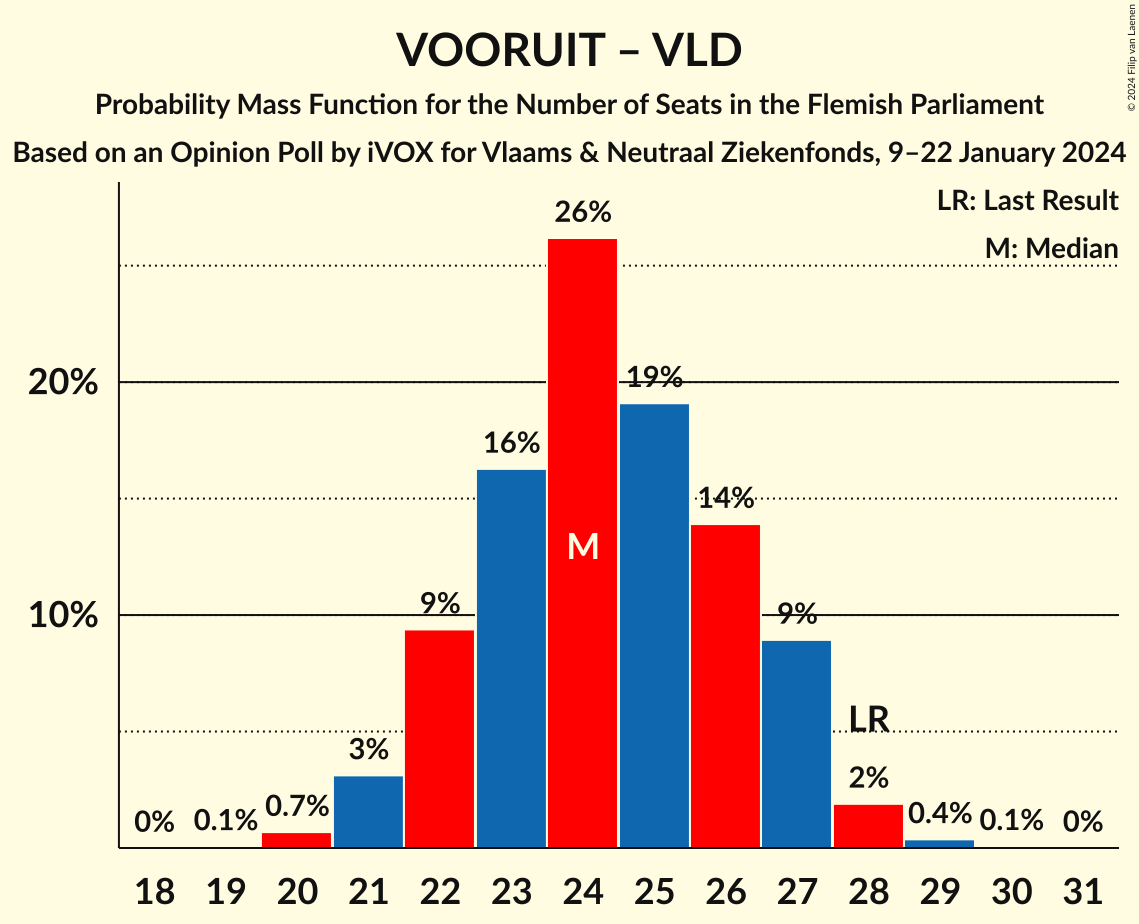 VOORUIT – VLD
Probability Mass Function for the Number of Seats in the Flemish Parliament
Based on an Opinion Poll by iVOX for Vlaams & Neutraal Ziekenfonds, 9–22 January 2024
© 2024 Filip van Laenen
LR: Last Result
M: Median
20%
10%
0%
0.1%
0.7%
3%
9%
16%
26%
M
19%
14%
9%
LR
2%
0.4%
0.1%
0%
18 19 20 21 22 23 24 25 26 27 28 29 30 31